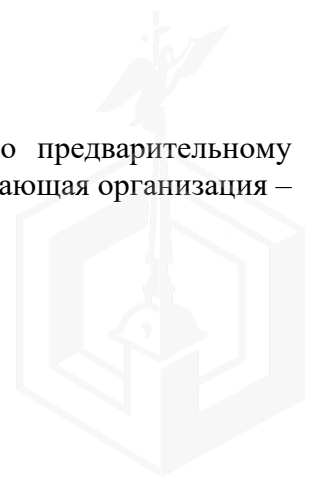 о предварительному
ающая организация –